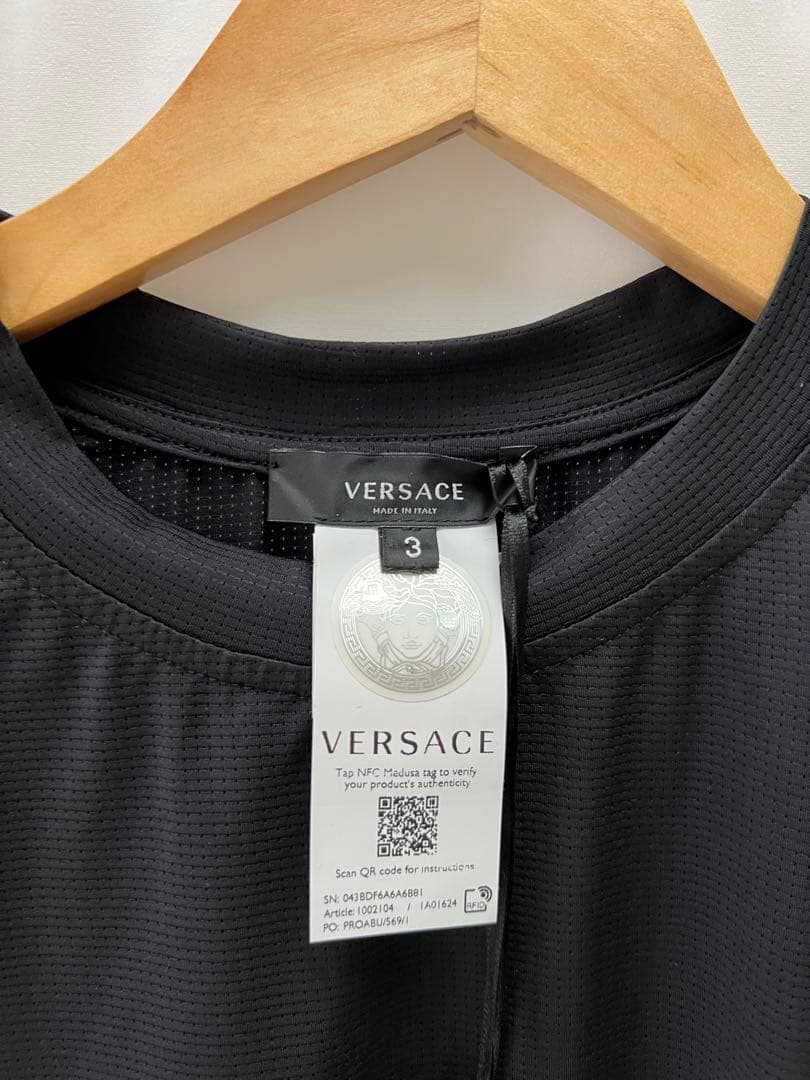 VERSACE
MADE IN ITALY
3
VERSACE
Tap NFC Medusa tag to verify
your product's authenticity
Scan QR code for instructions
SN: 043BDF6A6A6BB1
Article: 1002104 / 1A01624
RFID
PO: PROABU/569/1